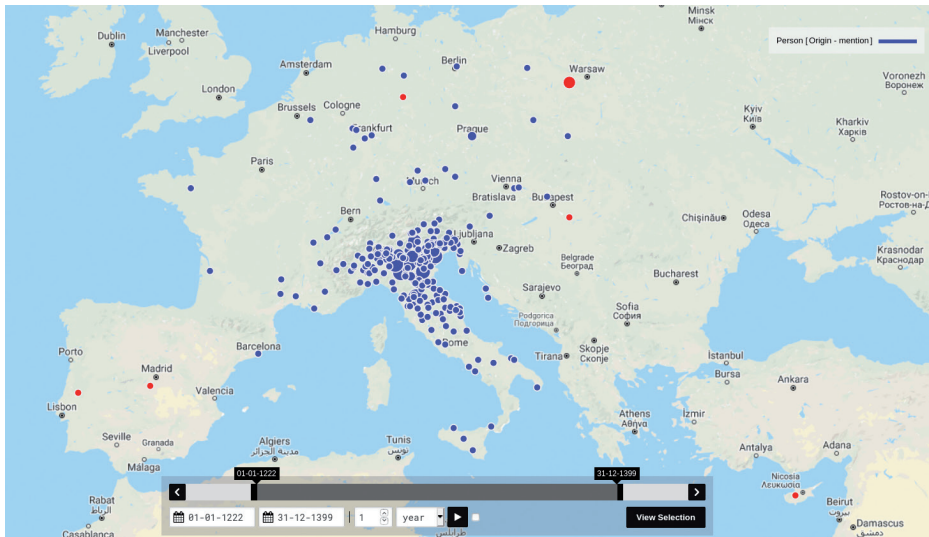 Minsk
Мінск
Dublin
Manchester
Liverpool
Hamburg
Person [Origin - mention]
Amsterdam
Berlin
Warsaw
Voronezh
Воронеж
London
Brussels
Cologne
Kyiv
Київ
Kharkiv
Харків
Frankfurt
Prague
Paris
Munich
Vienna
Bratislava
Budapest
Rostov-on-
Ростов-на-Д
Bern
Chișinău
Odesa
Одеса
Ljubljana
Zagreb
Krasnodar
Краснодар
Belgrade
Београд
Bucharest
Sarajevo
Sofia
София
Podgorica
Подгорица
Barcelona
Rome
Skopje
Скопје
Porto
Tirana
İstanbul
Bursa
Madrid
Ankara
Valencia
Lisbon
Athens
Αθήνα
İzmir
Seville
Granada
Adana
Antalya
Málaga
Algiers
مدينة الجزائر
Tunis
تونس
Nicosia
Λευκωσία
01-01-1222
31-12-1399
Rabat
الرباط
Beirut
بيروت
01-01-1222
31-12-1399
1
year
View Selection
Damascus
دمشق
Casablanca
طرابلس